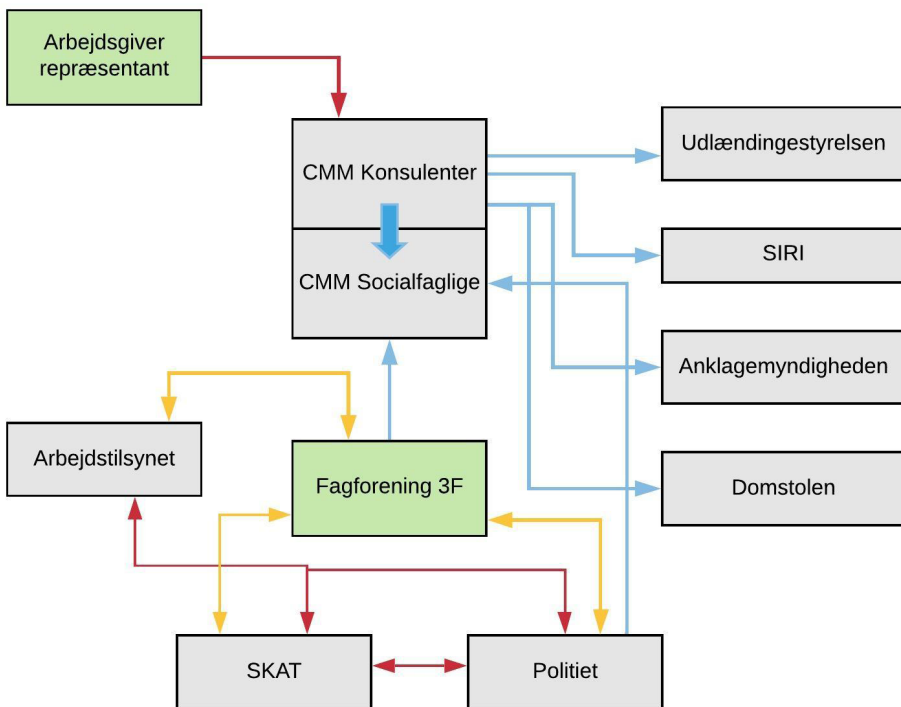 Arbejdsgiver
repræsentant
CMM Konsulenter
Udlændingestyrelsen
SIRI
CMM Socialfaglige
Anklagemyndigheden
Arbejdstilsynet
Fagforening 3F
Domstolen
SKAT
Politiet